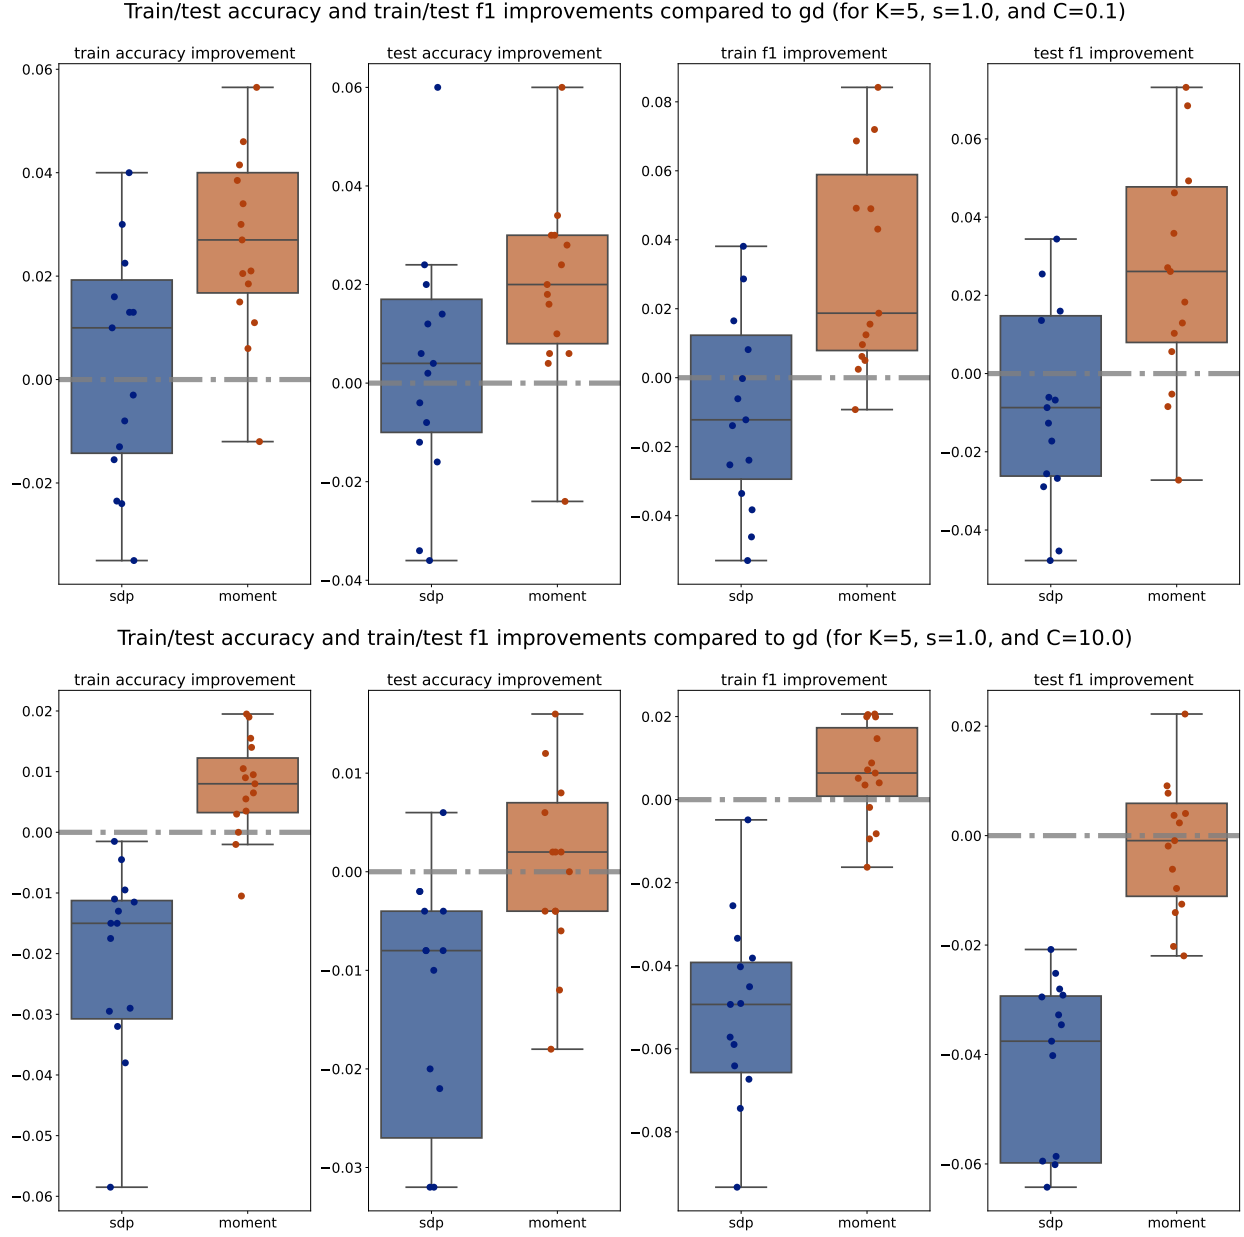 Train/test accuracy and train/test f1 improvements compared to gd (for K=5, s=1.0, and C=0.1)
train accuracy improvement
test accuracy improvement
train f1 improvement
test f1 improvement
0.06
0.04
0.02
0.00
−0.02
sdp
moment
0.06
0.04
0.02
0.00
−0.02
−0.04
sdp
moment
0.08
0.06
0.04
0.02
0.00
−0.02
−0.04
sdp
moment
0.06
0.04
0.02
0.00
−0.02
−0.04
sdp
moment
Train/test accuracy and train/test f1 improvements compared to gd (for K=5, s=1.0, and C=10.0)
train accuracy improvement
test accuracy improvement
train f1 improvement
test f1 improvement
0.02
0.01
0.00
−0.01
−0.02
−0.03
−0.04
−0.05
−0.06
sdp
moment
0.01
0.00
−0.01
−0.02
−0.03
sdp
moment
0.02
0.00
−0.02
−0.04
−0.06
−0.08
sdp
moment
0.02
0.00
−0.02
−0.04
−0.06
sdp
moment